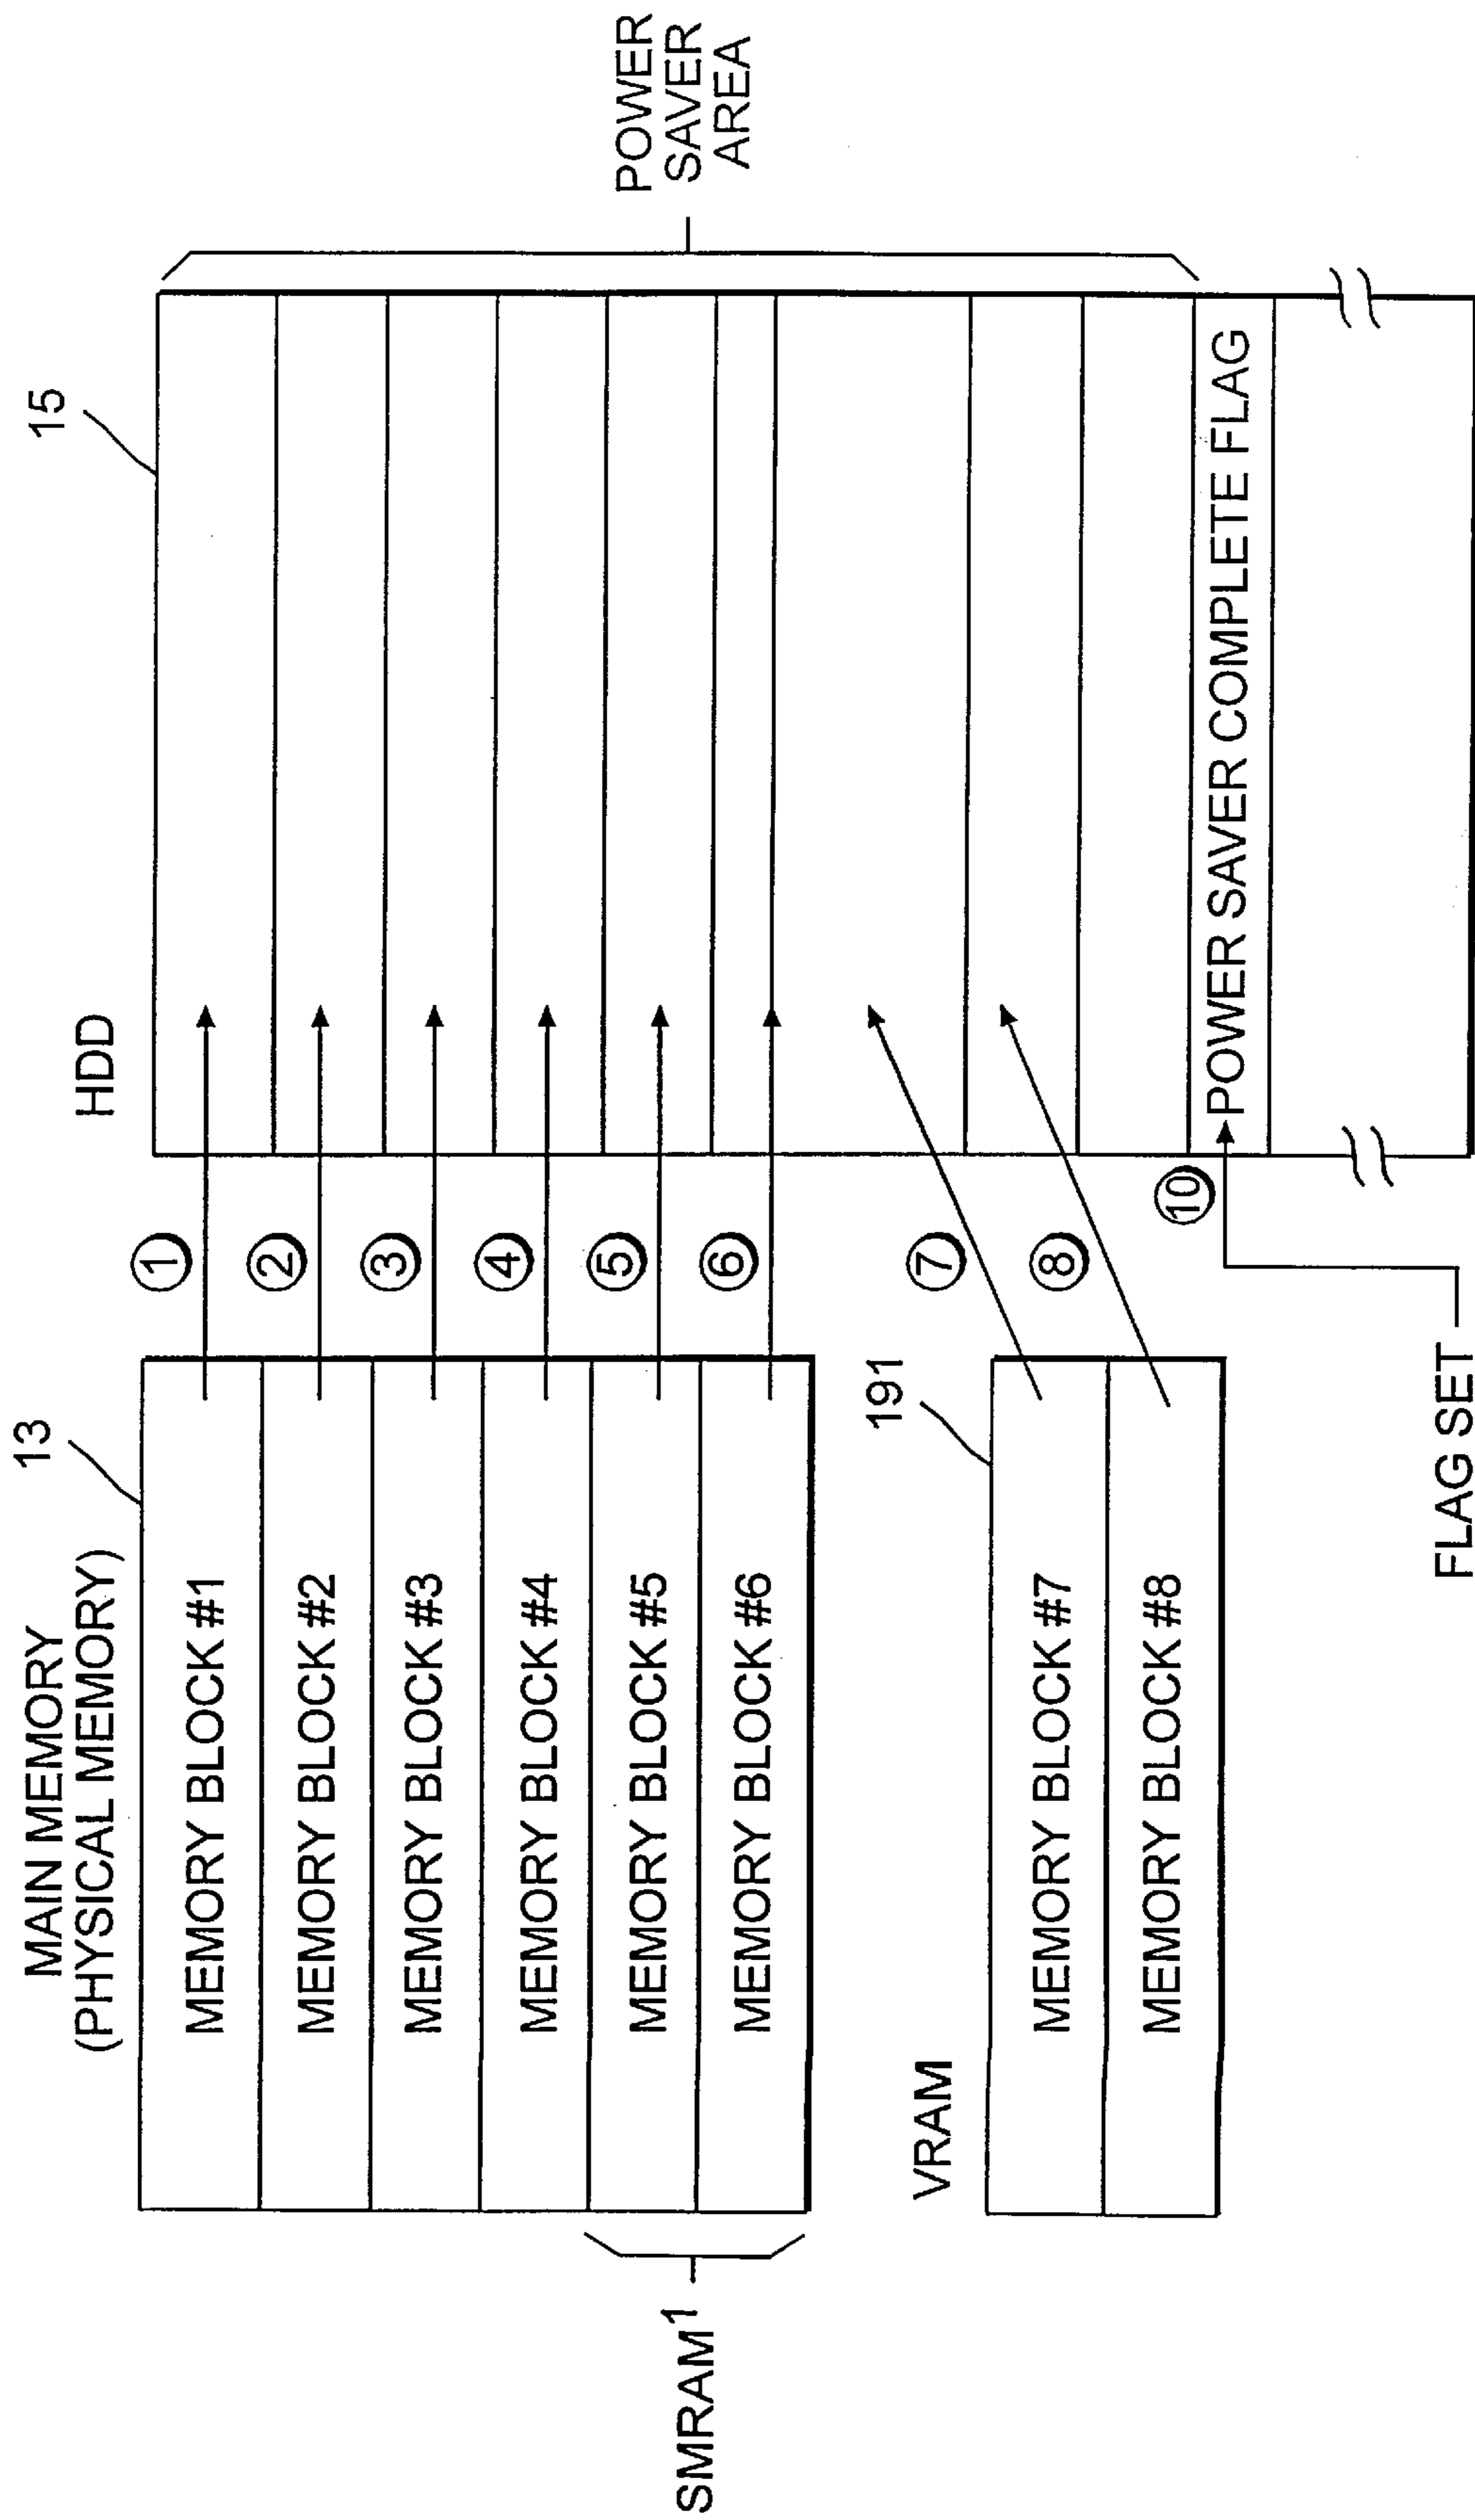 MAIN MEMORY
(PHYSICAL MEMORY)
13
MEMORY BLOCK #1
MEMORY BLOCK #2
MEMORY BLOCK #3
MEMORY BLOCK #4
MEMORY BLOCK #5
MEMORY BLOCK #6
SMRAM1
VRAM
191
MEMORY BLOCK #7
MEMORY BLOCK #8
FLAG SET
1
2
3
4
5
6
7
8
10
HDD
15
POWER SAVER COMPLETE FLAG
POWER
SAVER
AREA